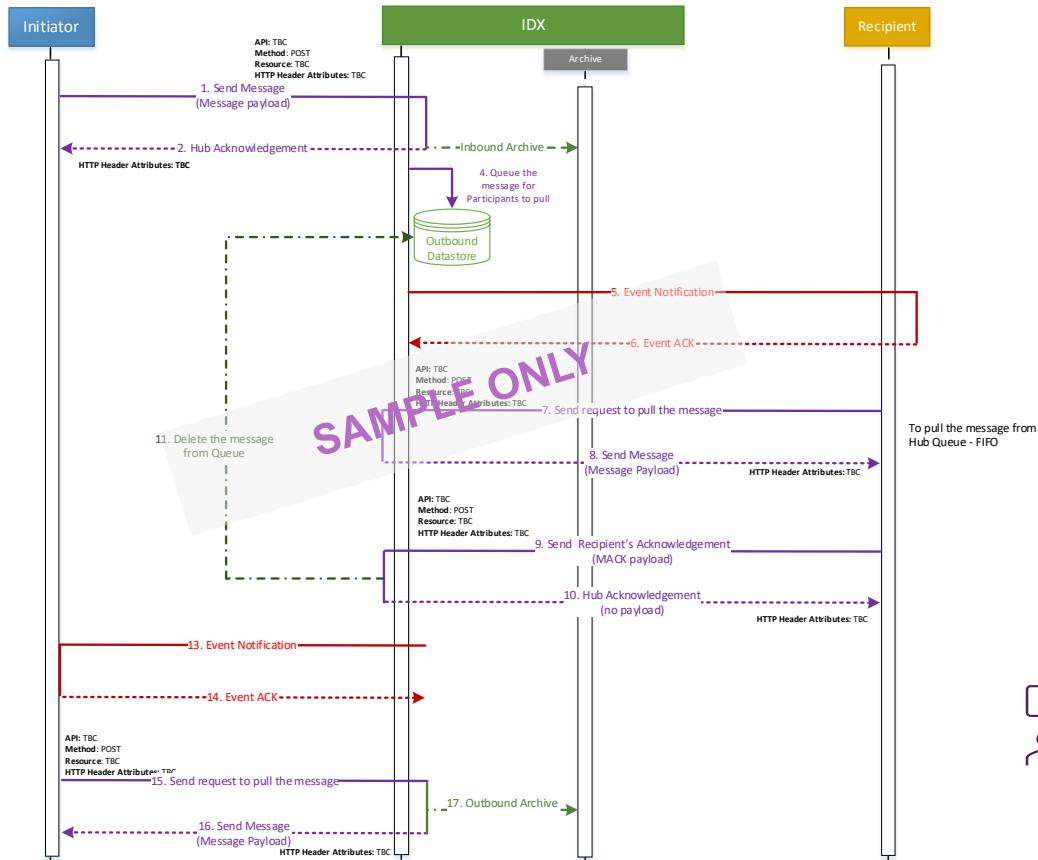 Initiator
IDX
Recipient
Archive
API: TBC
Method: POST
Resource: TBC
HTTP Header Attributes: TBC
1. Send Message
(Message payload)
2. Hub Acknowledgement
HTTP Header Attributes: TBC
Inbound Archive
4. Queue the
message for
Participants to pull
Outbound
Datastore
5. Event Notification
6. Event ACK
API: TBC
Method: POST
Resource: TBC
HTTP Header Attributes: TBC
7. Send request to pull the message
To pull the message from
Hub Queue - FIFO
SAMPLE ONLY
11. Delete the message
from Queue
8. Send Message
(Message Payload)
HTTP Header Attributes: TBC
API: TBC
Method: POST
Resource: TBC
HTTP Header Attributes: TBC
9. Send Recipient's Acknowledgement
(MACK payload)
10. Hub Acknowledgement
(no payload)
HTTP Header Attributes: TBC
13. Event Notification
14. Event ACK
API: TBC
Method: POST
Resource: TBC
HTTP Header Attributes: TBC
15. Send request to pull the message
17. Outbound Archive
16. Send Message
(Message Payload)
HTTP Header Attributes: TBC